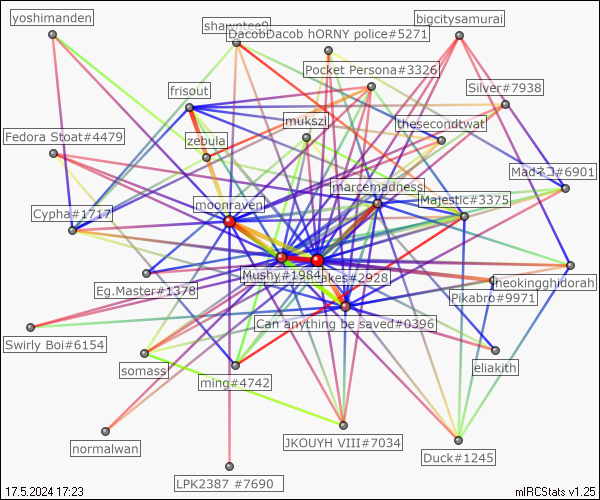 yoshimanden
bigcitysamurai
DacobDacob hORNY police#5271
Pocket Persona#3326
Silver#7938
frisout
mukszi
thesecondtwat
Fedora Stoat#4479
zebula
MadネコJ#6901
marcemadness
Majestic#3375
moonraven
Cypha#1717
Mushy#1984
akes#2928
Eg.Master#1378
heokingghidorah
Pikabro#9971
Can anything be saved#0396
Swirly Boi#6154
somass
ming#4742
eliakith
normalwan
JKOUYH VIII#7034
Duck#1245
LPK2387 #7690
17.5.2024 17:23
mIRCStats v1.25